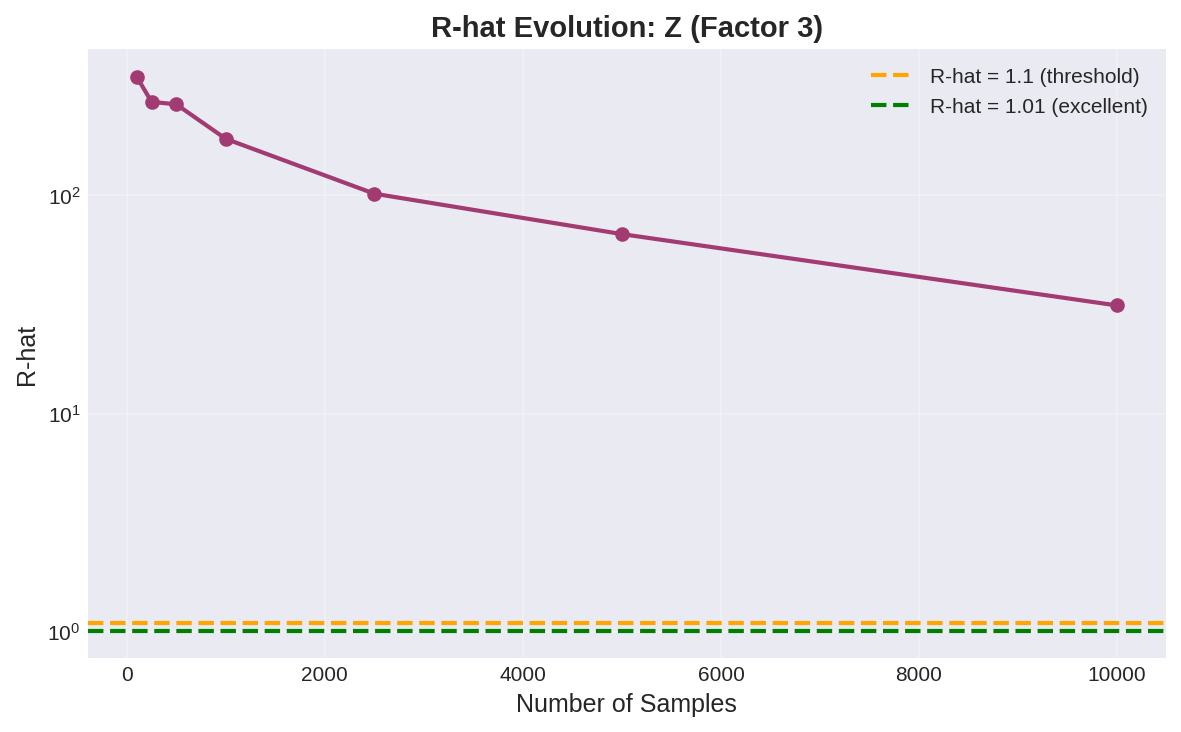 R-hat Evolution: Z (Factor 3)
R-hat = 1.1 (threshold)
R-hat = 1.01 (excellent)
10²
10¹
10⁰
R-hat
0 2000 4000 6000 8000 10000
Number of Samples